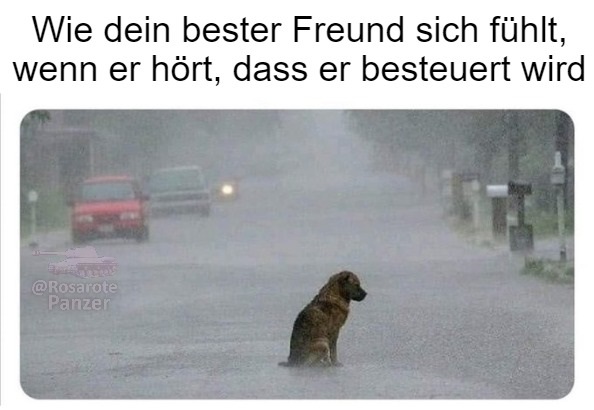 Wie dein bester Freund sich fühlt,
wenn er hört, dass er besteuert wird
@Rosarote
Panzer